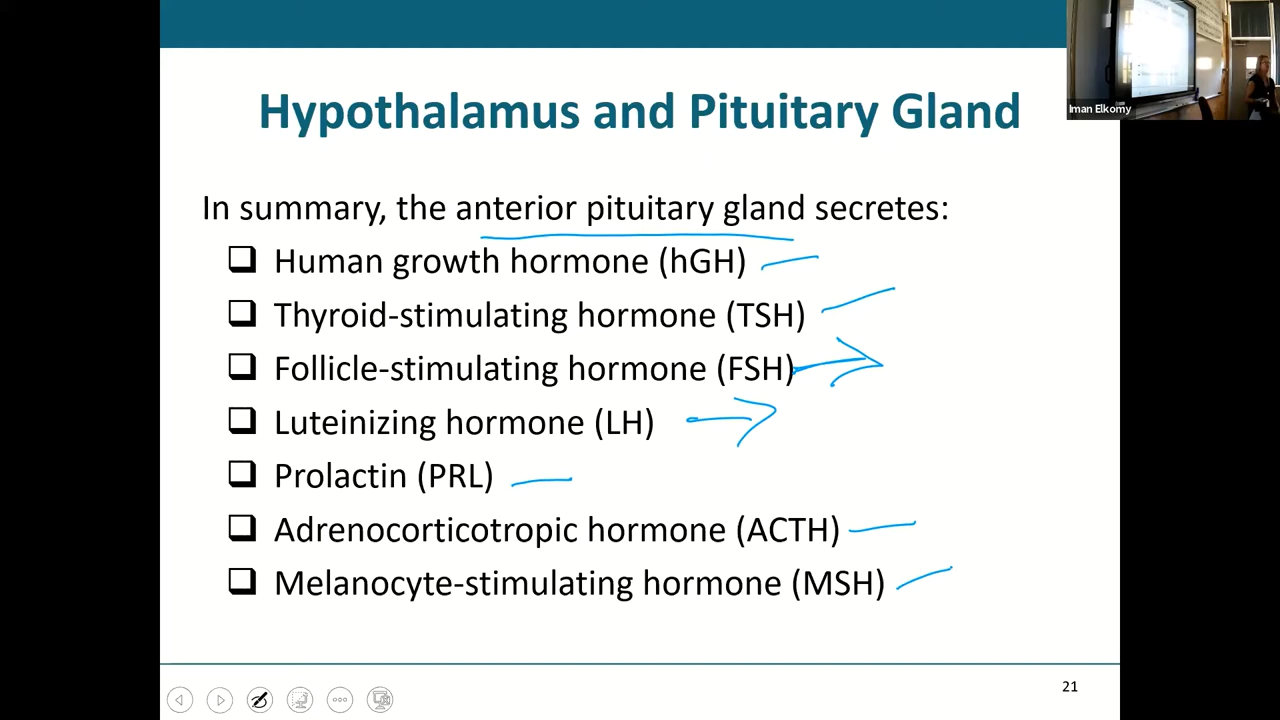 Iman Elkomy
Hypothalamus and Pituitary Gland
In summary, the anterior pituitary gland secretes:
Human growth hormone (hGH)
Thyroid-stimulating hormone (TSH)
Follicle-stimulating hormone (FSH)
Luteinizing hormone (LH)
Prolactin (PRL)
Adrenocorticotropic hormone (ACTH)
Melanocyte-stimulating hormone (MSH)
21